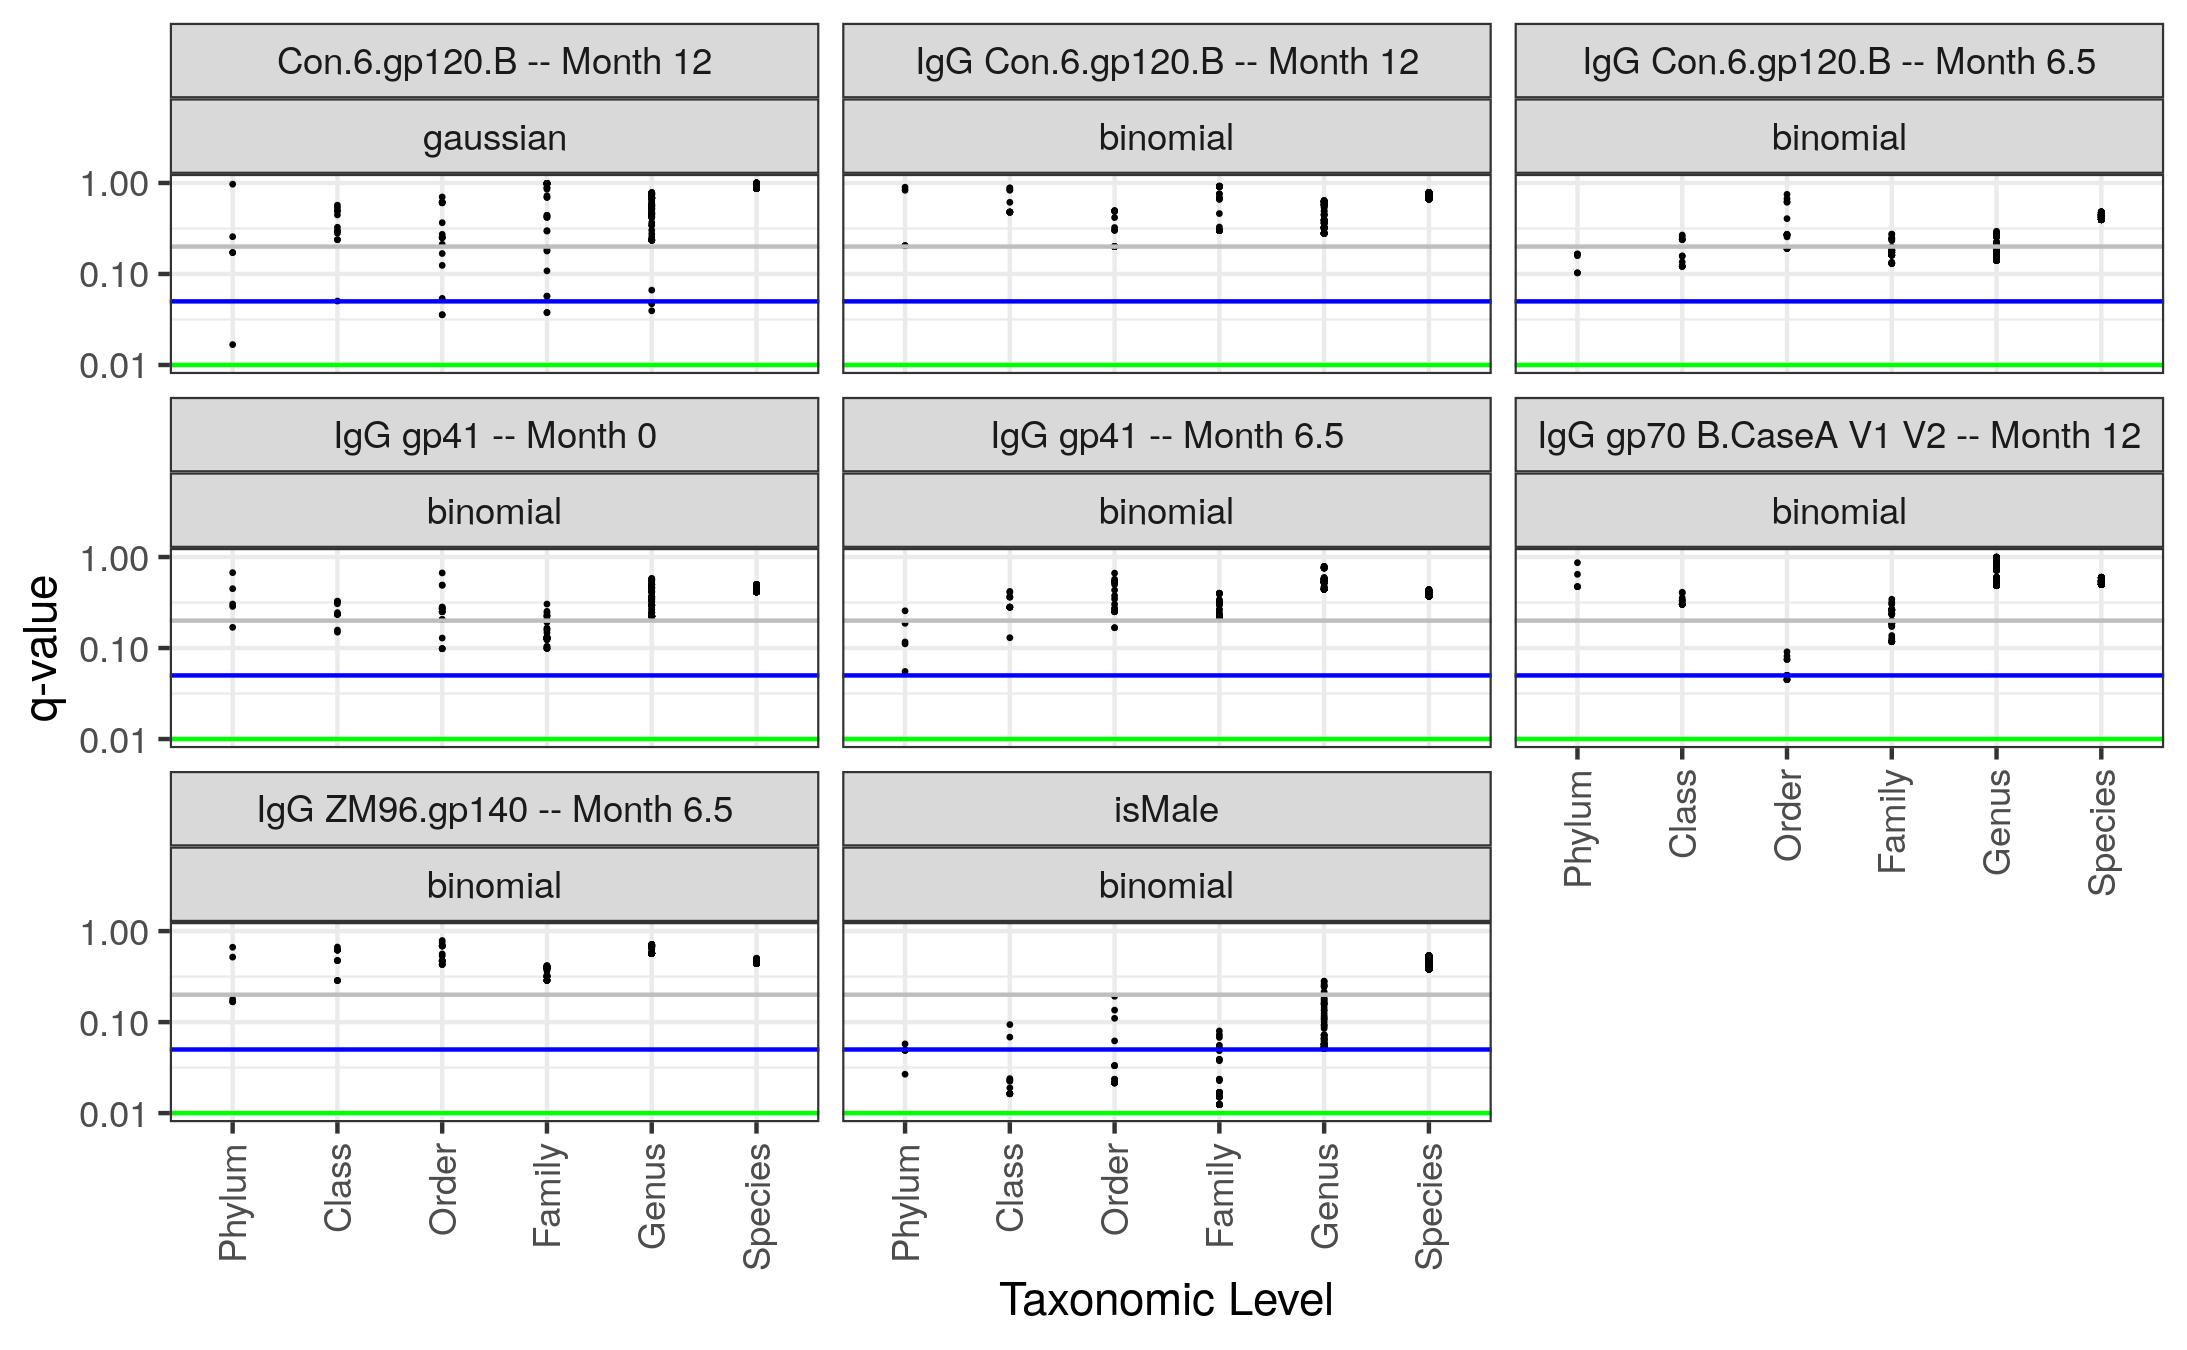 Con.6.gp120.B -- Month 12
IgG Con.6.gp120.B -- Month 12
IgG Con.6.gp120.B -- Month 6.5
gaussian
binomial
binomial
1.00
0.10
0.01
IgG gp41 -- Month 0
IgG gp41 -- Month 6.5
IgG gp70 B.CaseA V1 V2 -- Month 12
binomial
binomial
binomial
1.00
0.10
0.01
q-value
Phylum
Class
Order
Family
Genus
Species
IgG ZM96.gp140 -- Month 6.5
isMale
binomial
binomial
1.00
0.10
0.01
Phylum
Class
Order
Family
Genus
Species
Phylum
Class
Order
Family
Genus
Species
Taxonomic Level